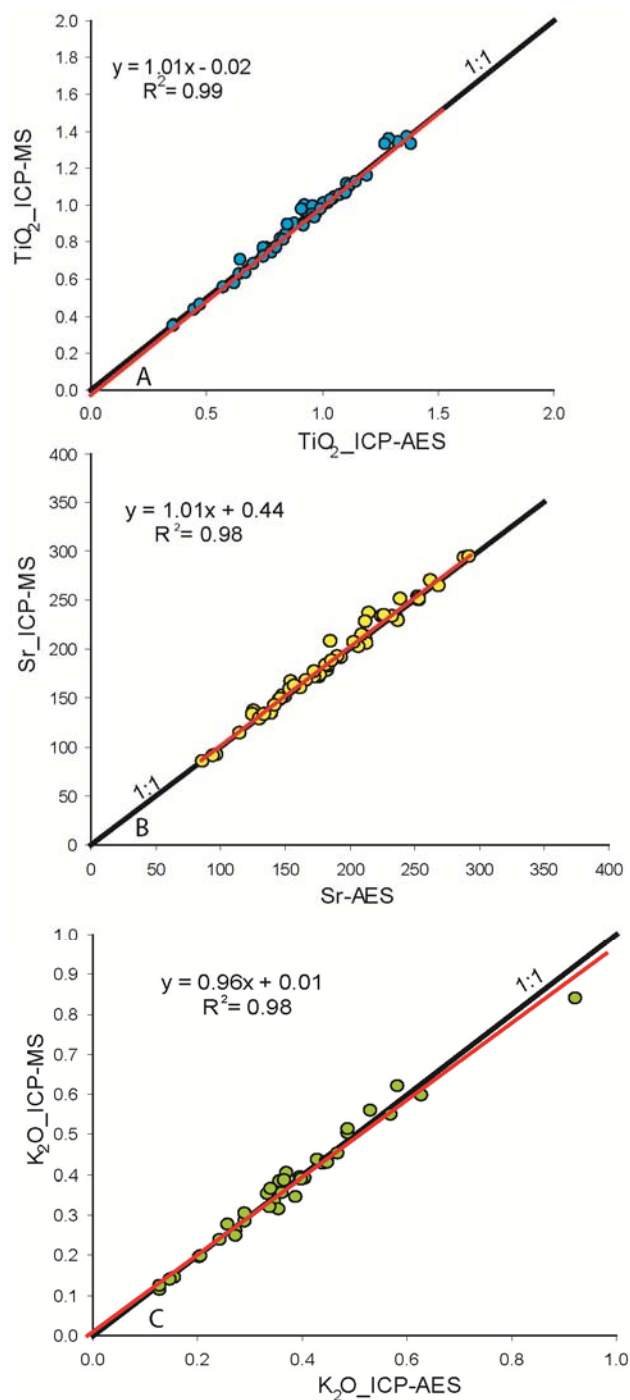 2.0
1.8
1.6
1.4
1.2
1.0
0.8
0.6
0.4
0.2
0.0
TiO2_ICP-MS
y = 1.01x - 0.02
R2= 0.99
1:1
A
0.0 0.5 1.0 1.5 2.0
TiO2_ICP-AES
400
350
300
250
200
150
100
50
0
Sr_ICP-MS
y = 1.01x + 0.44
R2= 0.98
1:1
B
0 50 100 150 200 250 300 350 400
Sr-AES
1.0
0.9
0.8
0.7
0.6
0.5
0.4
0.3
0.2
0.1
0.0
K2O_ICP-MS
y = 0.96x + 0.01
R2= 0.98
1:1
C
0.0 0.2 0.4 0.6 0.8 1.0
K2O_ICP-AES